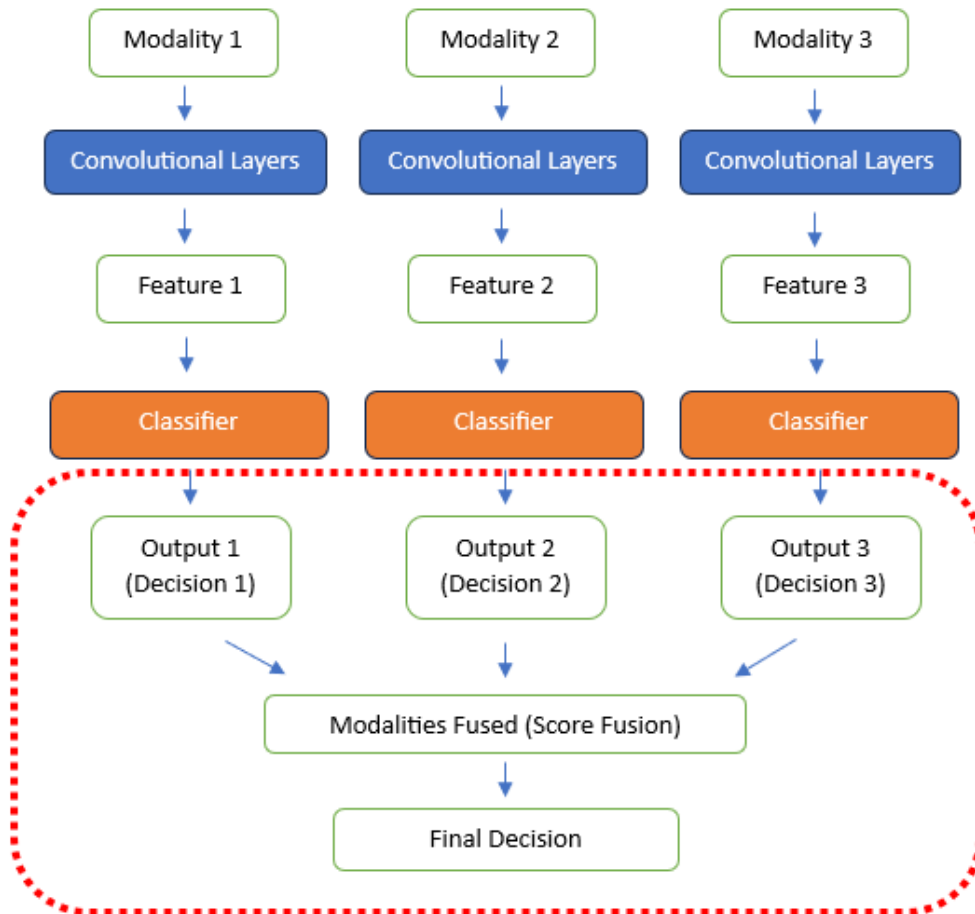 Modality 1
Modality 2
Modality 3
Convolutional Layers
Convolutional Layers
Convolutional Layers
Feature 1
Feature 2
Feature 3
Classifier
Classifier
Classifier
Output 1
(Decision 1)
Output 2
(Decision 2)
Output 3
(Decision 3)
Modalities Fused (Score Fusion)
Final Decision